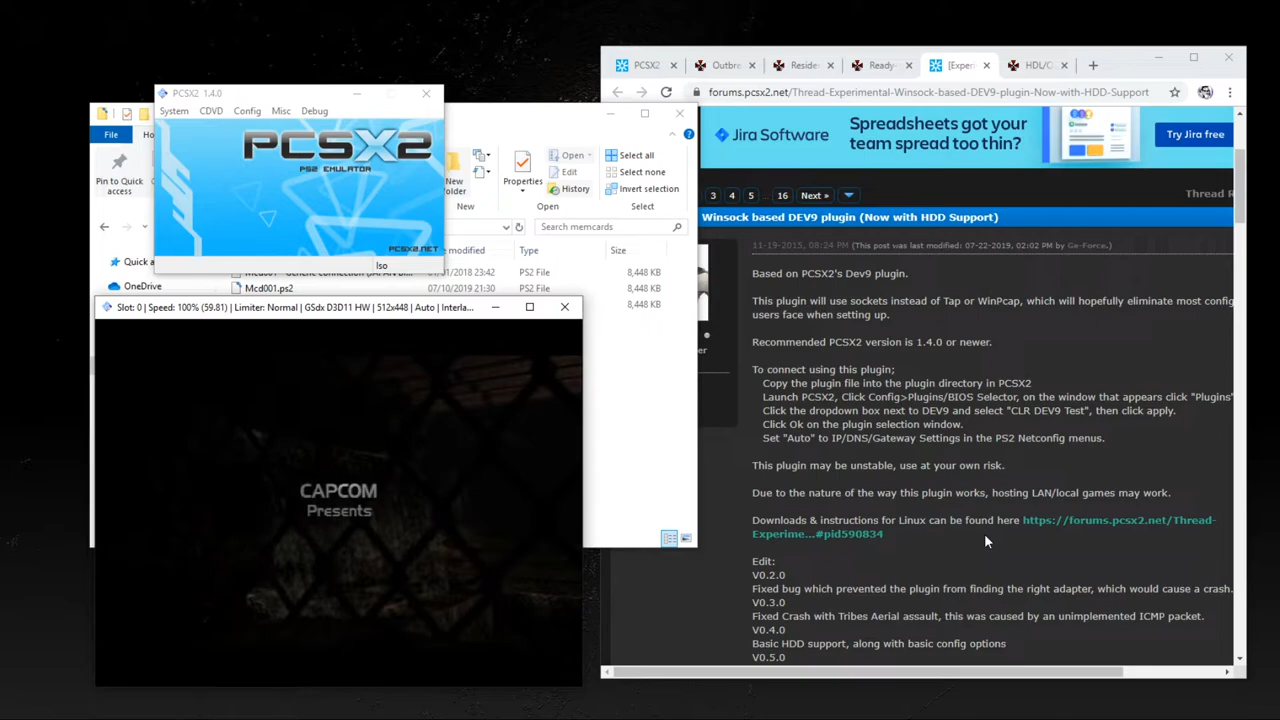 PCSX2 1.4.0
System CDVD Config Misc Debug
PCSX2
PS2 EMULATOR
PCSX2.NET
Iso
File Ho
Pin to Quick
access
New
Folder
Properties
Open
Edit
History
Select all
Select none
Invert selection
New Open Select
Search memcards
modified Type Size
Quick a
OneDrive
23:42 PS2 File 8,448 KB
Mcd001.ps2 07/10/2019 21:30 PS2 File 8,448 KB
8,448 KB
Slot: 0 | Speed: 100% (59.81) | Limiter: Normal | GSdx D3D11 HW | 512x448 | Auto | Interla...
CAPCOM
Presents
PCSX2 Outbre Reside Ready- [Experi HDL/C
forums.pcsx2.net/Thread-Experimental-Winsock-based-DEV9-plugin-Now-with-HDD-Support
Jira Software
Spreadsheets got your
team spread too thin?
Try Jira free
3 4 5 ... 16 Next »
Thread R
Winsock based DEV9 plugin (Now with HDD Support)
11-19-2015, 08:24 PM (This post was last modified: 07-22-2019, 02:02 PM by Ge-Force.)
er
Based on PCSX2's Dev9 plugin.
This plugin will use sockets instead of Tap or WinPcap, which will hopefully eliminate most config
users face when setting up.
Recommended PCSX2 version is 1.4.0 or newer.
To connect using this plugin;
Copy the plugin file into the plugin directory in PCSX2
Launch PCSX2, Click Config>Plugins/BIOS Selector, on the window that appears click "Plugins"
Click the dropdown box next to DEV9 and select "CLR DEV9 Test", then click apply.
Click Ok on the plugin selection window.
Set "Auto" to IP/DNS/Gateway Settings in the PS2 Netconfig menus.
This plugin may be unstable, use at your own risk.
Due to the nature of the way this plugin works, hosting LAN/local games may work.
Downloads & instructions for Linux can be found here https://forums.pcsx2.net/Thread-
Experime...#pid590834
Edit:
V0.2.0
Fixed bug which prevented the plugin from finding the right adapter, which would cause a crash.
V0.3.0
Fixed Crash with Tribes Aerial assault, this was caused by an unimplemented ICMP packet.
V0.4.0
Basic HDD support, along with basic config options
V0.5.0